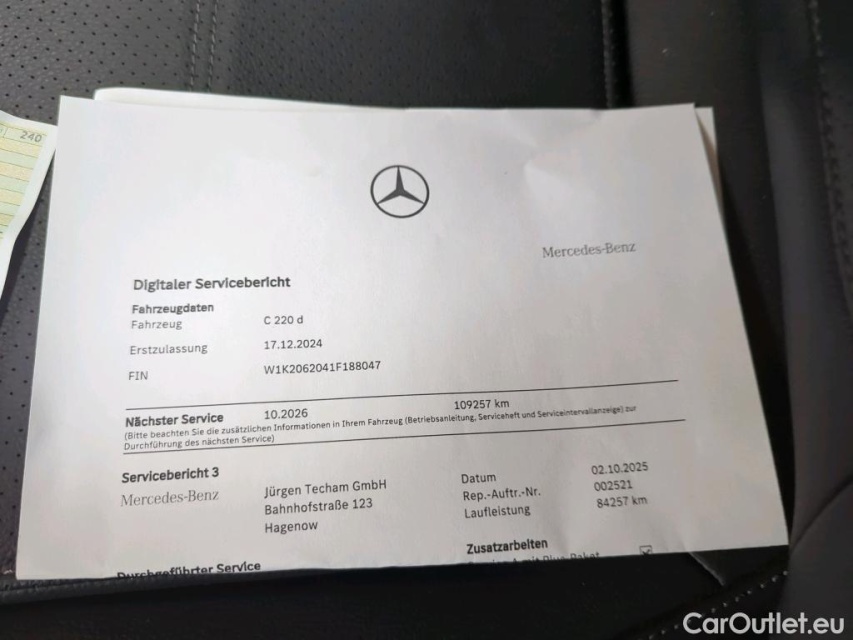 240
Mercedes-Benz
Digitaler Servicebericht
Fahrzeugdaten
Fahrzeug C 220 d
Erstzulassung 17.12.2024
FIN W1K2062041F188047
Nächster Service 10.2026 109257 km
(Bitte beachten Sie die zusätzlichen Informationen in Ihrem Fahrzeug (Betriebsanleitung, Serviceheft und Serviceintervallanzeige) zur
Durchführung des nächsten Service)
Servicebericht 3
Mercedes-Benz
Jürgen Techam GmbH
Bahnhofstraße 123
Hagenow
Datum 02.10.2025
Rep.-Auftr.-Nr. 002521
Laufleistung 84257 km
Zusatzarbeiten
Durchgeführter Service
CarOutlet.eu